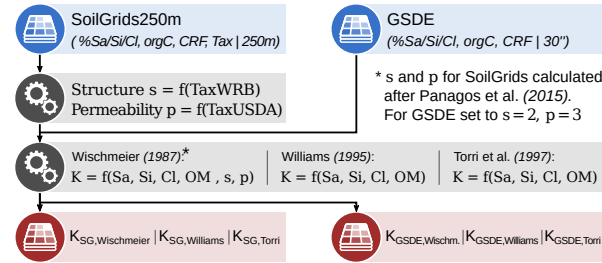 SoilGrids250m
(%Sa/Si/Cl, orgC, CRF, Tax | 250m)
GSDE
(%Sa/Si/Cl, orgC, CRF | 30")
Structure s = f(TaxWRB)
Permeability p = f(TaxUSDA)
* s and p for SoilGrids calculated
after Panagos et al. (2015).
For GSDE set to s=2, p=3
Wischmeier (1987):*
K = f(Sa, Si, Cl, OM , s, p)
Williams (1995):
K = f(Sa, Si, Cl, OM)
Torri et al. (1997):
K = f(Sa, Si, Cl, OM)
KSG,Wischmeier | KSG,Williams | KSG,Torri
KGSDE,Wischm. | KGSDE,Williams | KGSDE,Torri